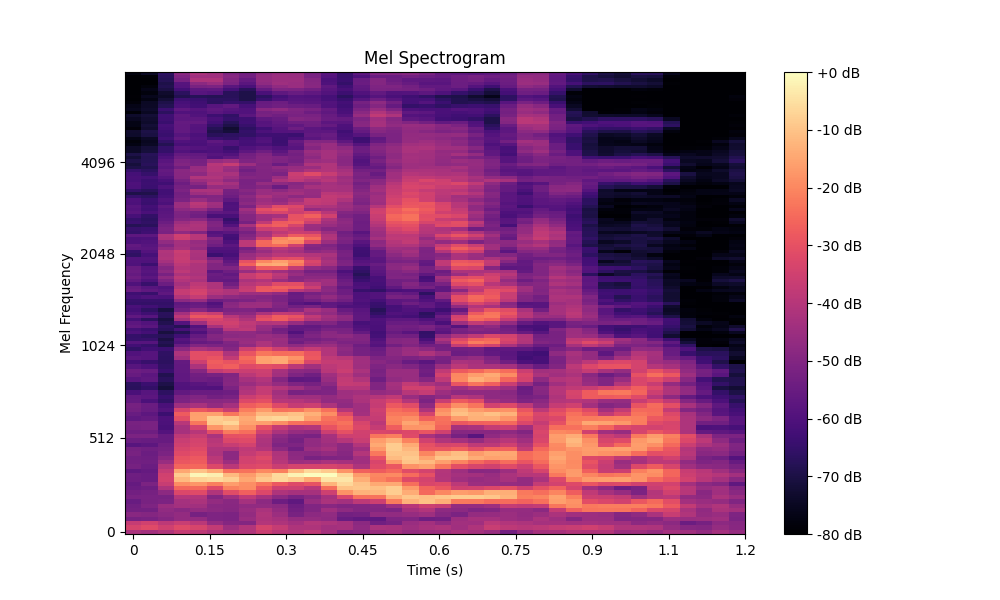 Mel Spectrogram
+0 dB
-10 dB
-20 dB
-30 dB
-40 dB
-50 dB
-60 dB
-70 dB
-80 dB
Mel Frequency
4096
2048
1024
512
0
0 0.15 0.3 0.45 0.6 0.75 0.9 1.1 1.2
Time (s)